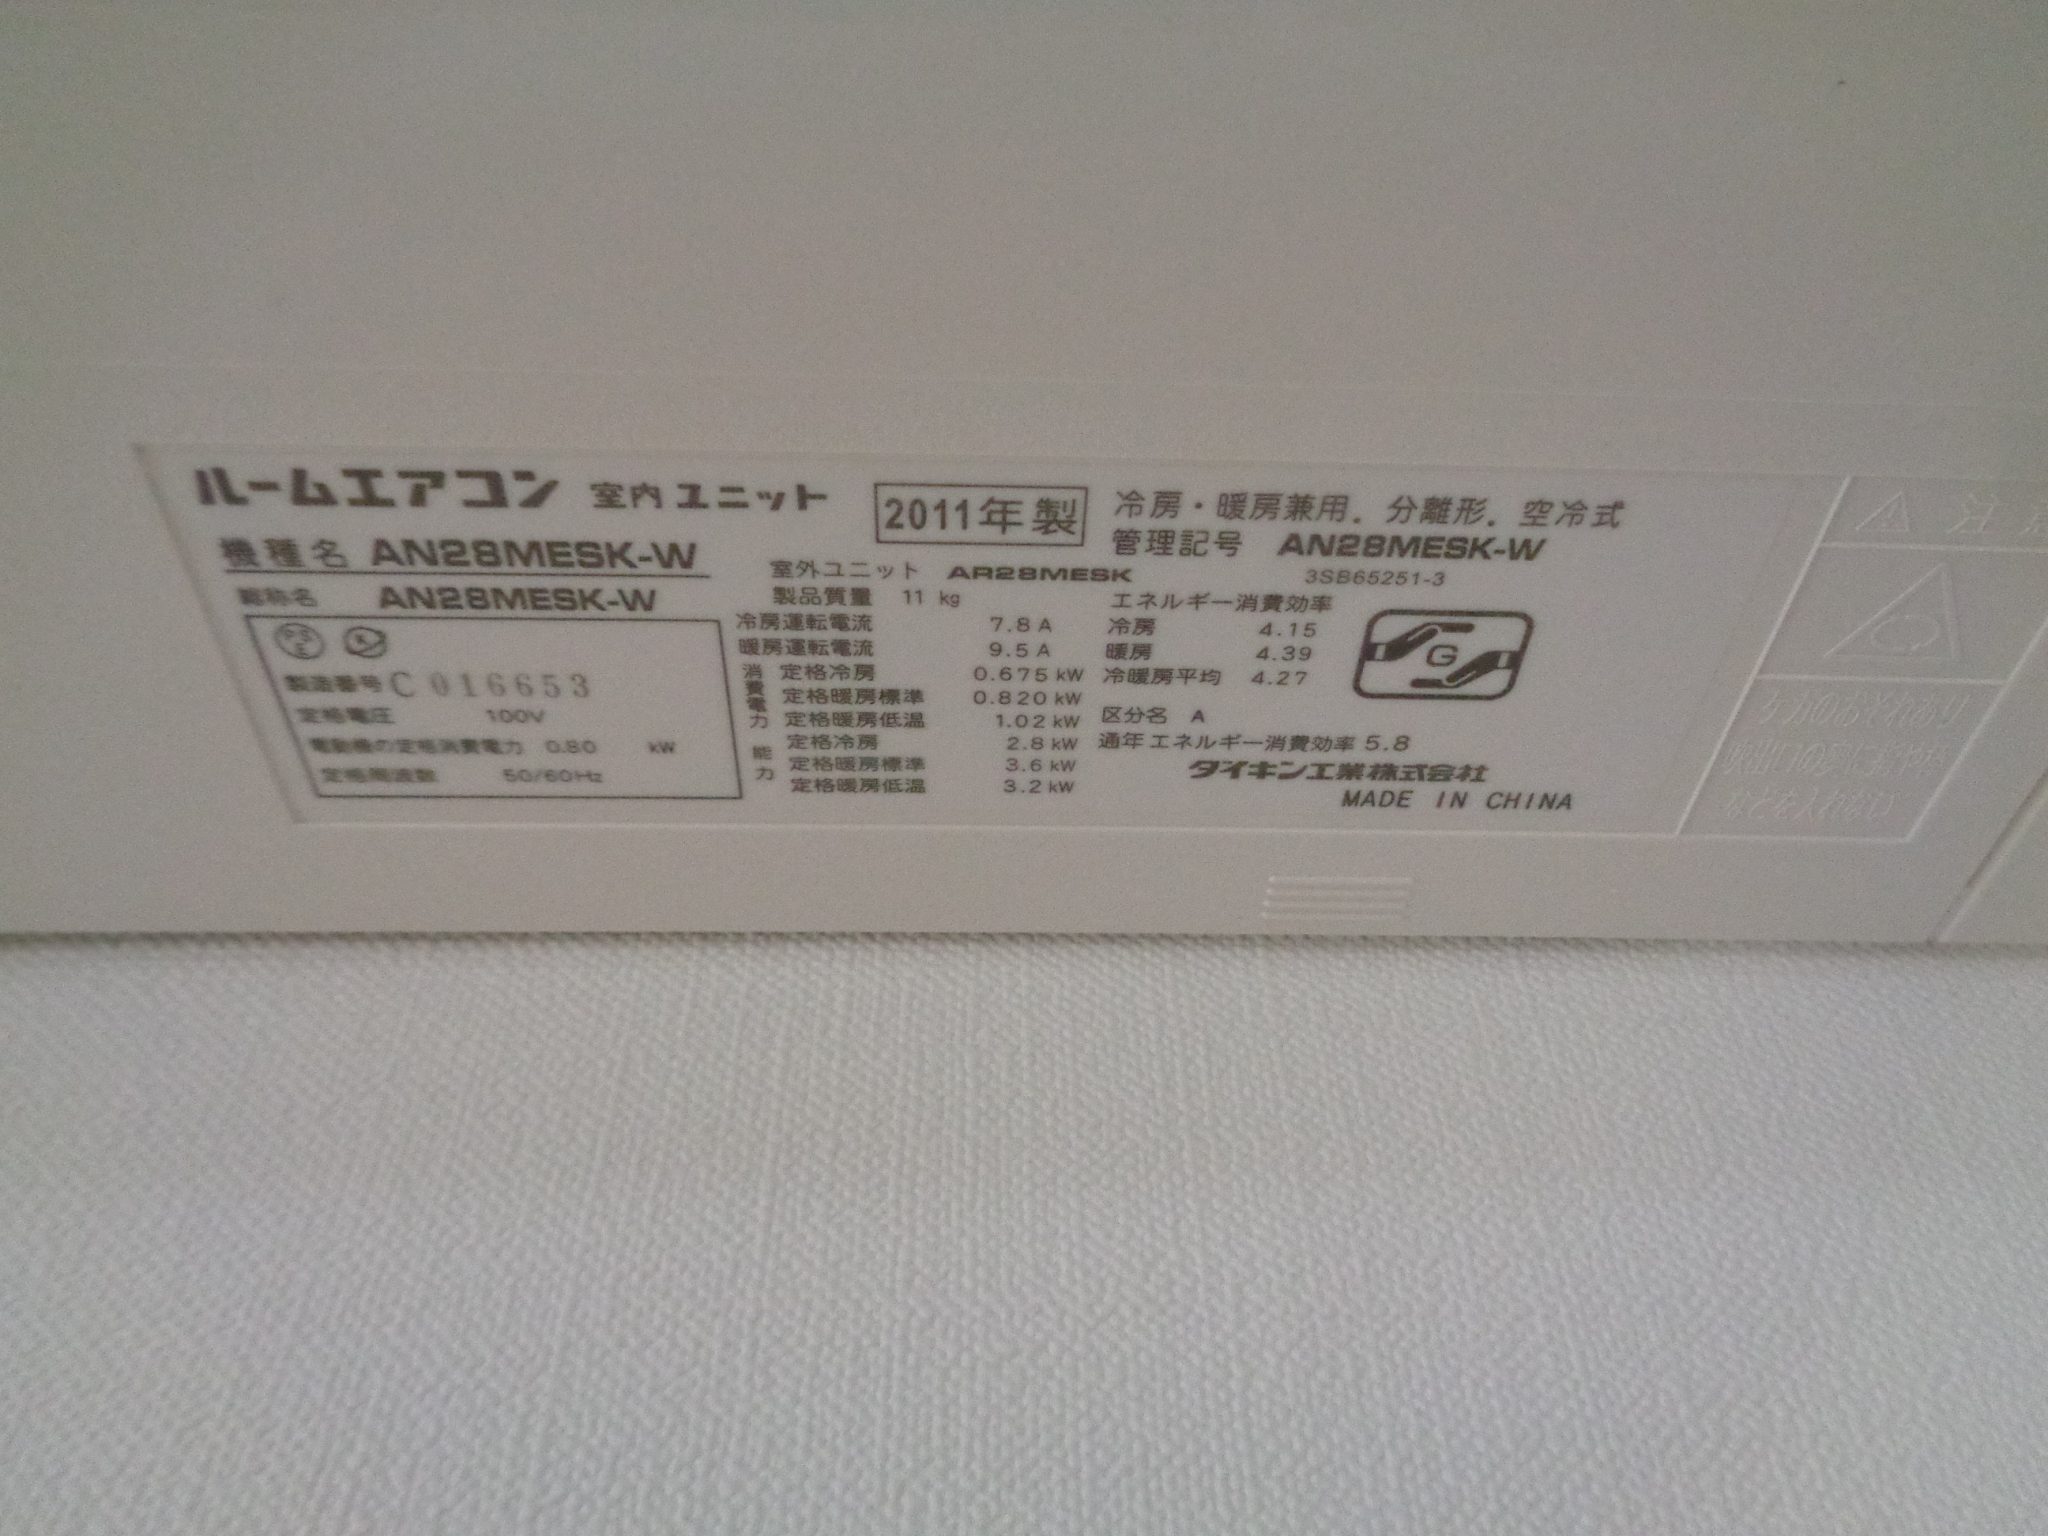 ルームエアコン 室内ユニット 2011年製 冷房・暖房兼用. 分離形. 空冷式
機種名 AN28MESK-W
管理記号 AN28MESK-W
3SB65251-3
総称名 AN28MESK-W
室外ユニット AR28MESK
製品質量 11 kg
PSE
製造番号 C 016653
定格電圧 100V
電動機の定格消費電力 0.80 kW
定格周波数 50/60Hz
冷房運転電流 7.8 A
暖房運転電流 9.5 A
消費電力
定格冷房 0.675 kW
定格暖房標準 0.820 kW
定格暖房低温 1.02 kW
能力
定格冷房 2.8 kW
定格暖房標準 3.6 kW
定格暖房低温 3.2 kW
エネルギー消費効率
冷房 4.15
暖房 4.39
冷暖房平均 4.27
G
区分名 A
通年エネルギー消費効率 5.8
ダイキン工業株式会社
MADE IN CHINA